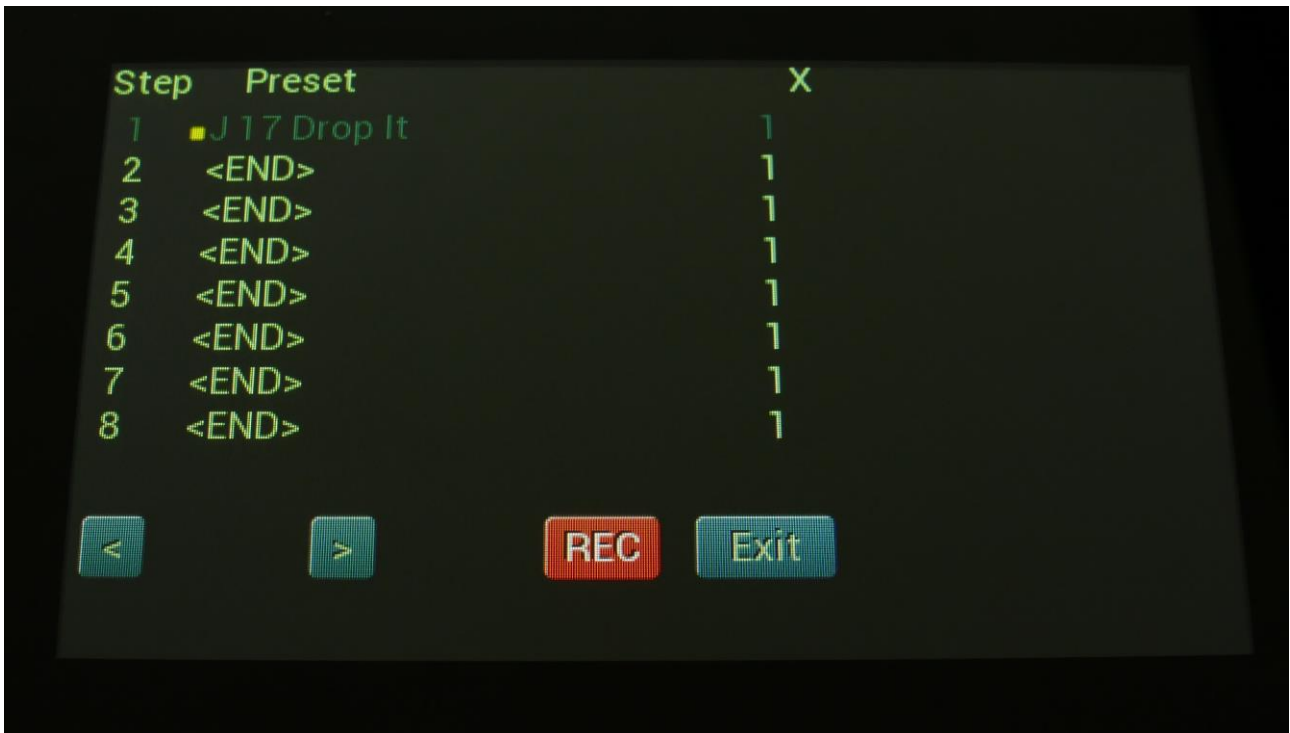 Step Preset X
1 J 17 Drop It 1
2 <END> 1
3 <END> 1
4 <END> 1
5 <END> 1
6 <END> 1
7 <END> 1
8 <END> 1
< > REC Exit